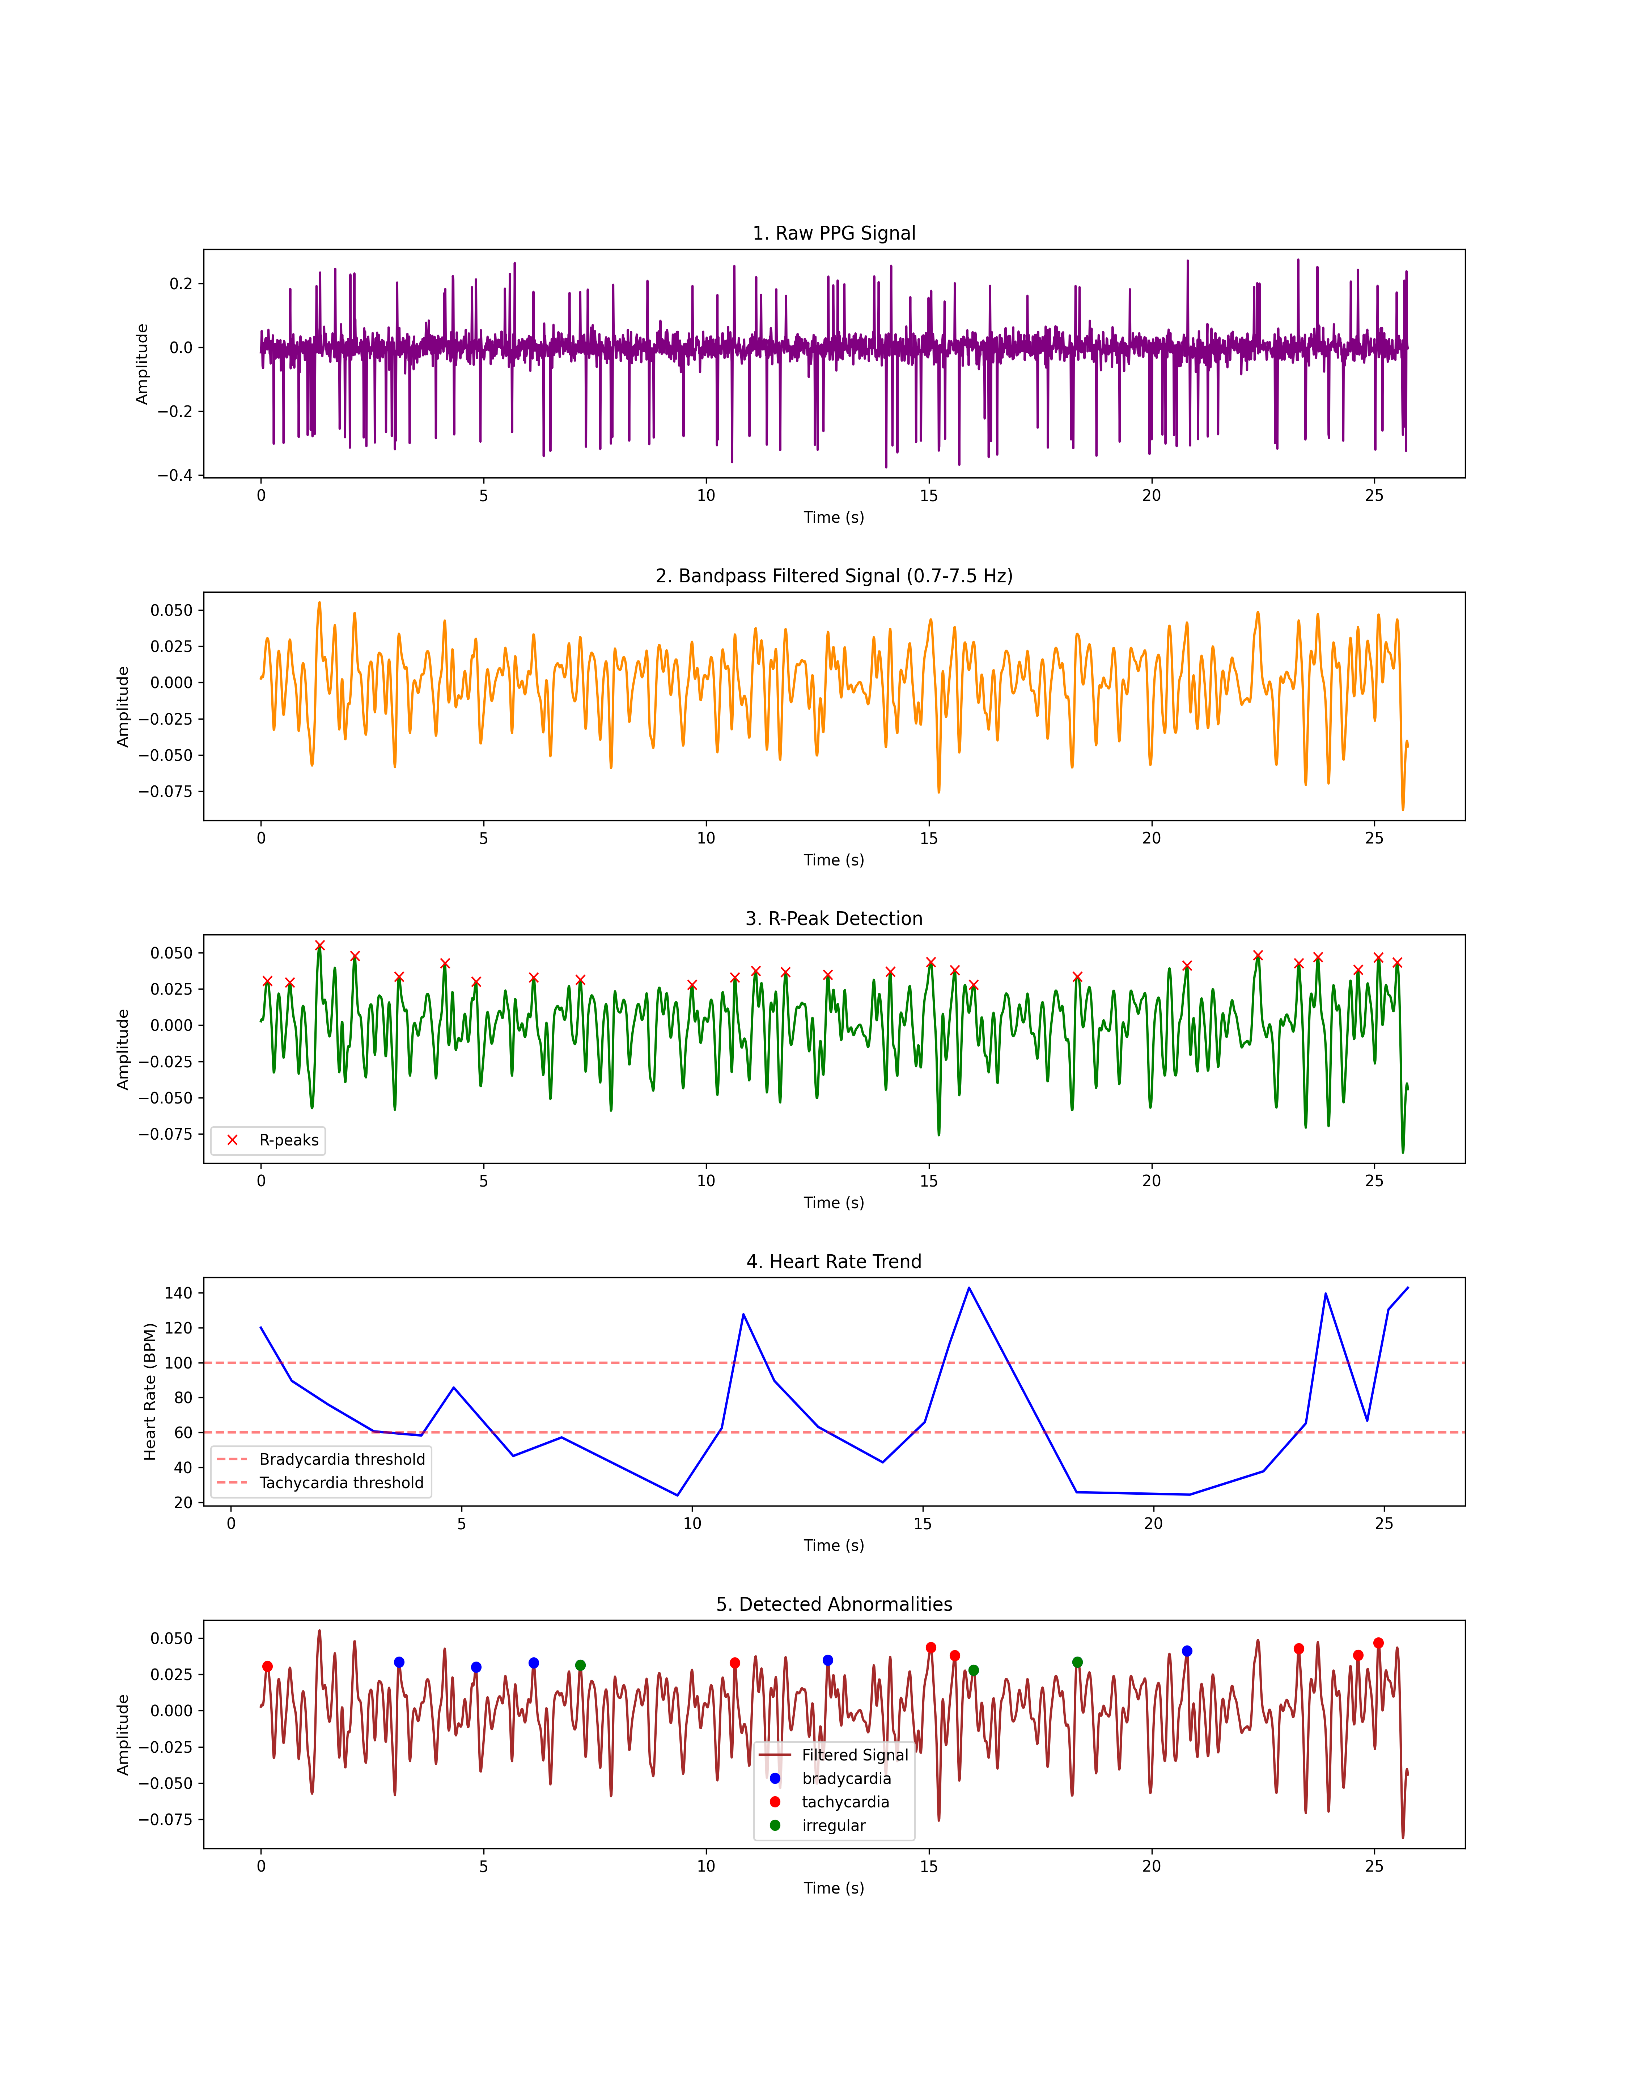 1. Raw PPG Signal
0.2
0.0
−0.2
−0.4
Amplitude
0 5 10 15 20 25
Time (s)
2. Bandpass Filtered Signal (0.7-7.5 Hz)
0.050
0.025
0.000
−0.025
−0.050
−0.075
Amplitude
0 5 10 15 20 25
Time (s)
3. R-Peak Detection
0.050
0.025
0.000
−0.025
−0.050
−0.075
Amplitude
R-peaks
0 5 10 15 20 25
Time (s)
4. Heart Rate Trend
140
120
100
80
60
40
20
Heart Rate (BPM)
Bradycardia threshold
Tachycardia threshold
0 5 10 15 20 25
Time (s)
5. Detected Abnormalities
0.050
0.025
0.000
−0.025
−0.050
−0.075
Amplitude
Filtered Signal
bradycardia
tachycardia
irregular
0 5 10 15 20 25
Time (s)